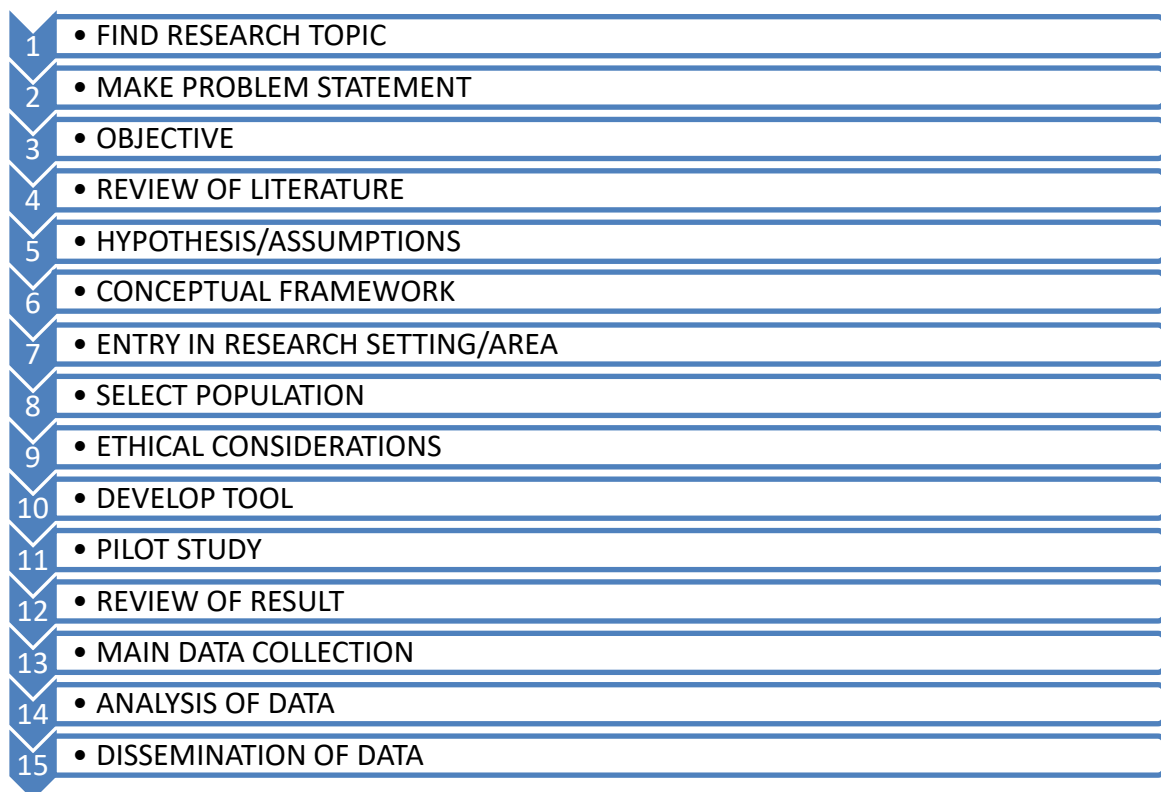 1 • FIND RESEARCH TOPIC
2 • MAKE PROBLEM STATEMENT
3 • OBJECTIVE
4 • REVIEW OF LITERATURE
5 • HYPOTHESIS/ASSUMPTIONS
6 • CONCEPTUAL FRAMEWORK
7 • ENTRY IN RESEARCH SETTING/AREA
8 • SELECT POPULATION
9 • ETHICAL CONSIDERATIONS
10 • DEVELOP TOOL
11 • PILOT STUDY
12 • REVIEW OF RESULT
13 • MAIN DATA COLLECTION
14 • ANALYSIS OF DATA
15 • DISSEMINATION OF DATA